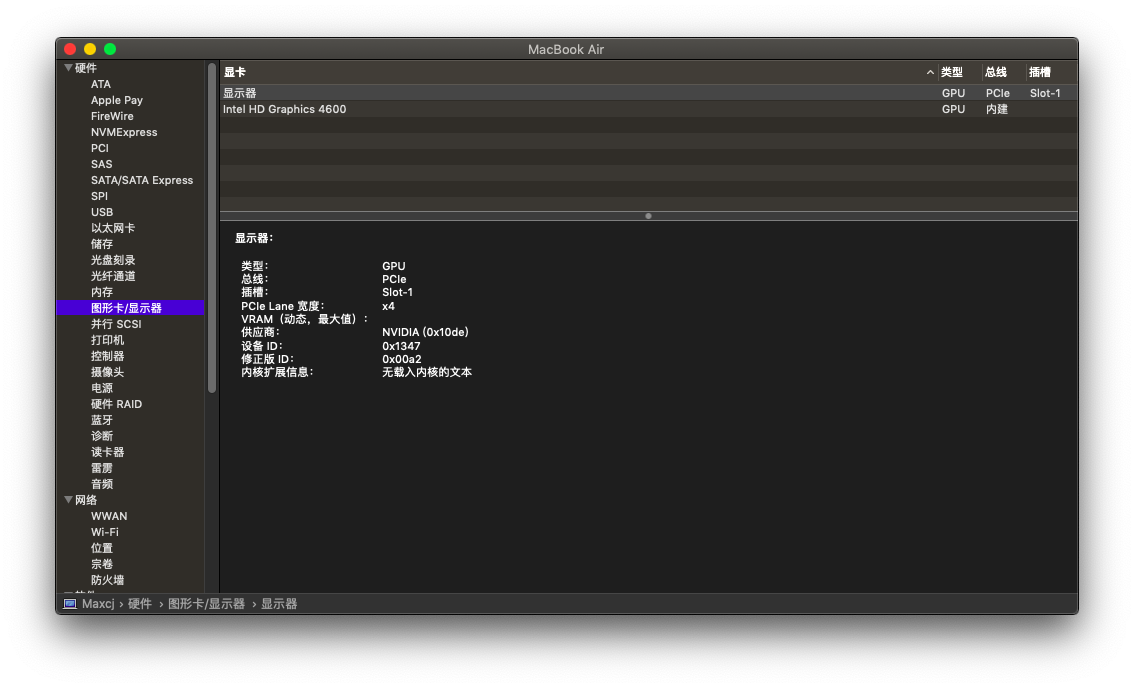 MacBook Air
硬件
ATA
Apple Pay
FireWire
NVMExpress
PCI
SAS
SATA/SATA Express
SPI
USB
以太网卡
储存
光盘刻录
光纤通道
内存
图形卡/显示器
并行 SCSI
打印机
控制器
摄像头
电源
硬件 RAID
蓝牙
诊断
读卡器
雷雳
音频
网络
WWAN
Wi-Fi
位置
宗卷
防火墙
显卡 类型 总线 插槽
显示器 GPU PCIe Slot-1
Intel HD Graphics 4600 GPU 内建
显示器：
类型： GPU
总线： PCIe
插槽： Slot-1
PCIe Lane 宽度： x4
VRAM（动态，最大值）：
供应商： NVIDIA (0x10de)
设备 ID： 0x1347
修正版 ID： 0x00a2
内核扩展信息： 无载入内核的文本
Maxcj › 硬件 › 图形卡/显示器 › 显示器